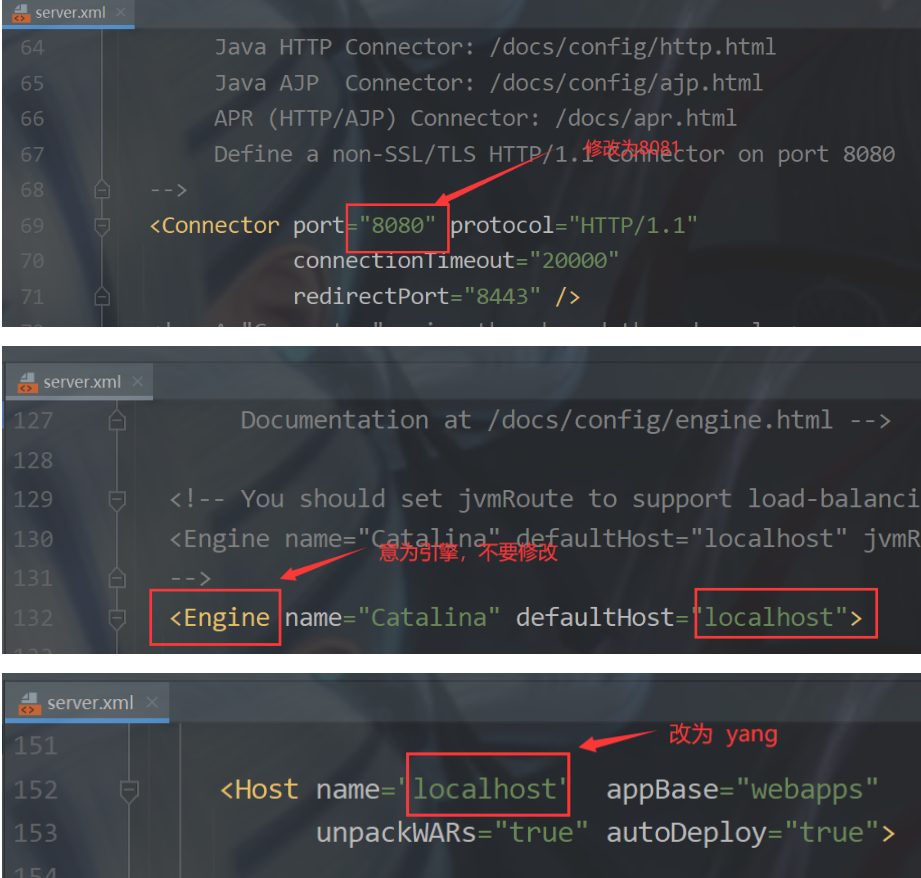 server.xml ×
64 Java HTTP Connector: /docs/config/http.html
65 Java AJP  Connector: /docs/config/ajp.html
66 APR (HTTP/AJP) Connector: /docs/apr.html
修改为8081
67 Define a non-SSL/TLS HTTP/1.1 Connector on port 8080
68 -->
69 <Connector port="8080" protocol="HTTP/1.1"
70 connectionTimeout="20000"
71 redirectPort="8443" />
server.xml ×
127 Documentation at /docs/config/engine.html -->
128
129 <!-- You should set jvmRoute to support load-balanci
130 <Engine name="Catalina" defaultHost="localhost" jvmR
意为引擎，不要修改
131 -->
132 <Engine name="Catalina" defaultHost="localhost">
server.xml ×
改为 yang
151
152 <Host name="localhost" appBase="webapps"
153 unpackWARs="true" autoDeploy="true">
154